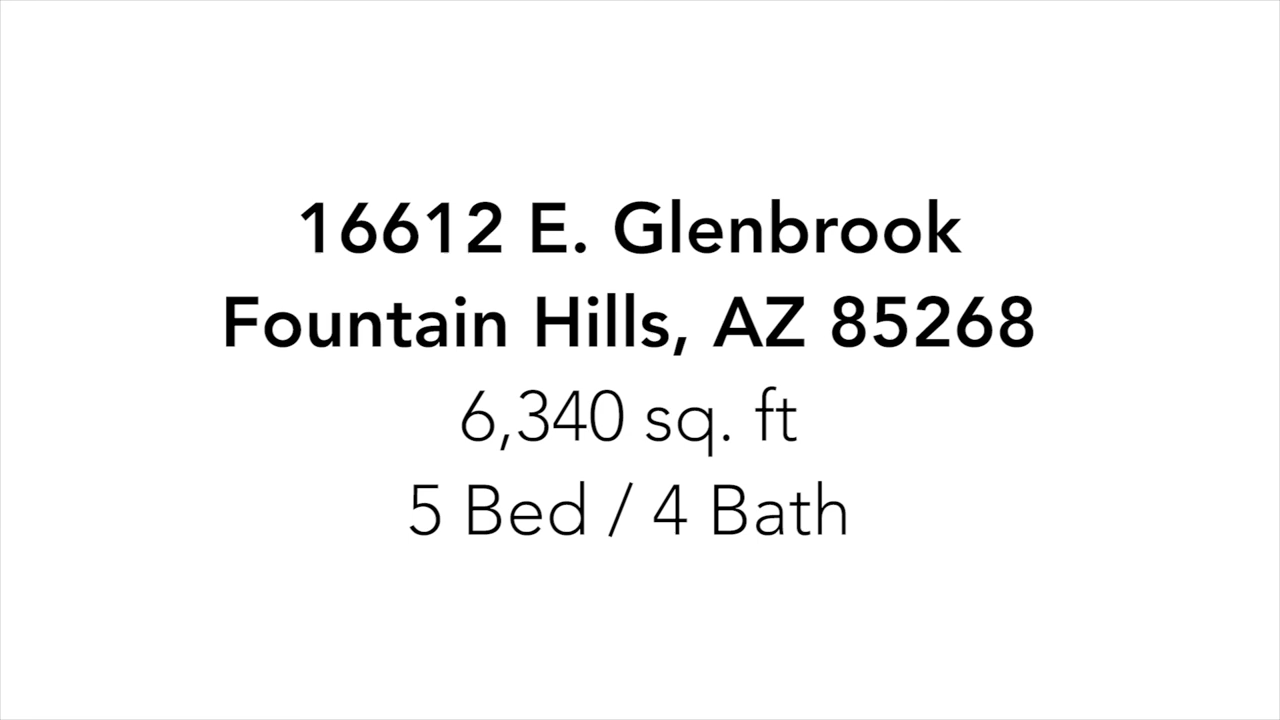 16612 E. Glenbrook
Fountain Hills, AZ 85268
6,340 sq. ft
5 Bed / 4 Bath